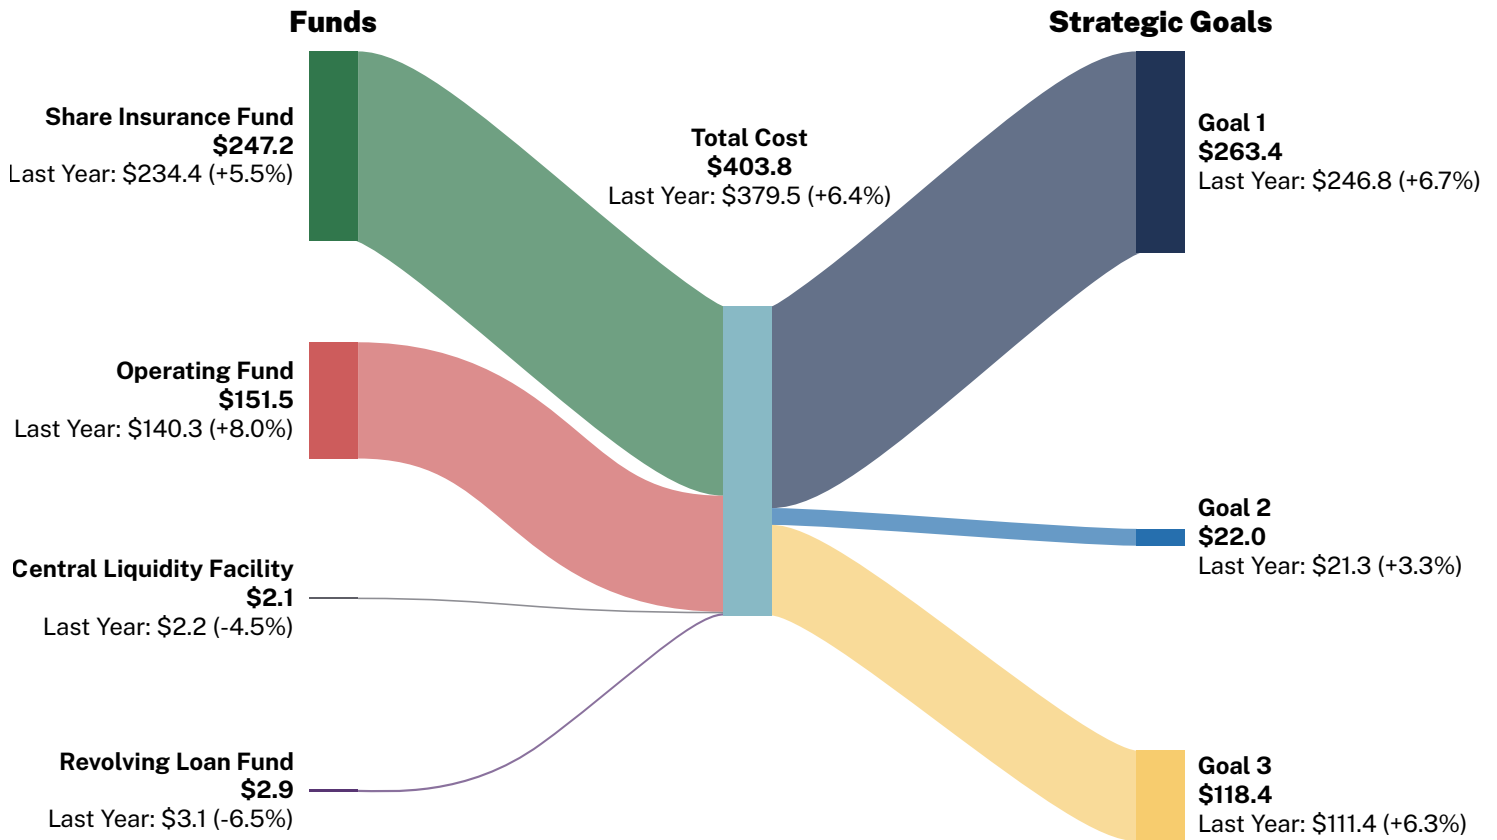 Funds
Share Insurance Fund
$247.2
Last Year: $234.4 (+5.5%)
Operating Fund
$151.5
Last Year: $140.3 (+8.0%)
Central Liquidity Facility
$2.1
Last Year: $2.2 (-4.5%)
Revolving Loan Fund
$2.9
Last Year: $3.1 (-6.5%)
Total Cost
$403.8
Last Year: $379.5 (+6.4%)
Strategic Goals
Goal 1
$263.4
Last Year: $246.8 (+6.7%)
Goal 2
$22.0
Last Year: $21.3 (+3.3%)
Goal 3
$118.4
Last Year: $111.4 (+6.3%)